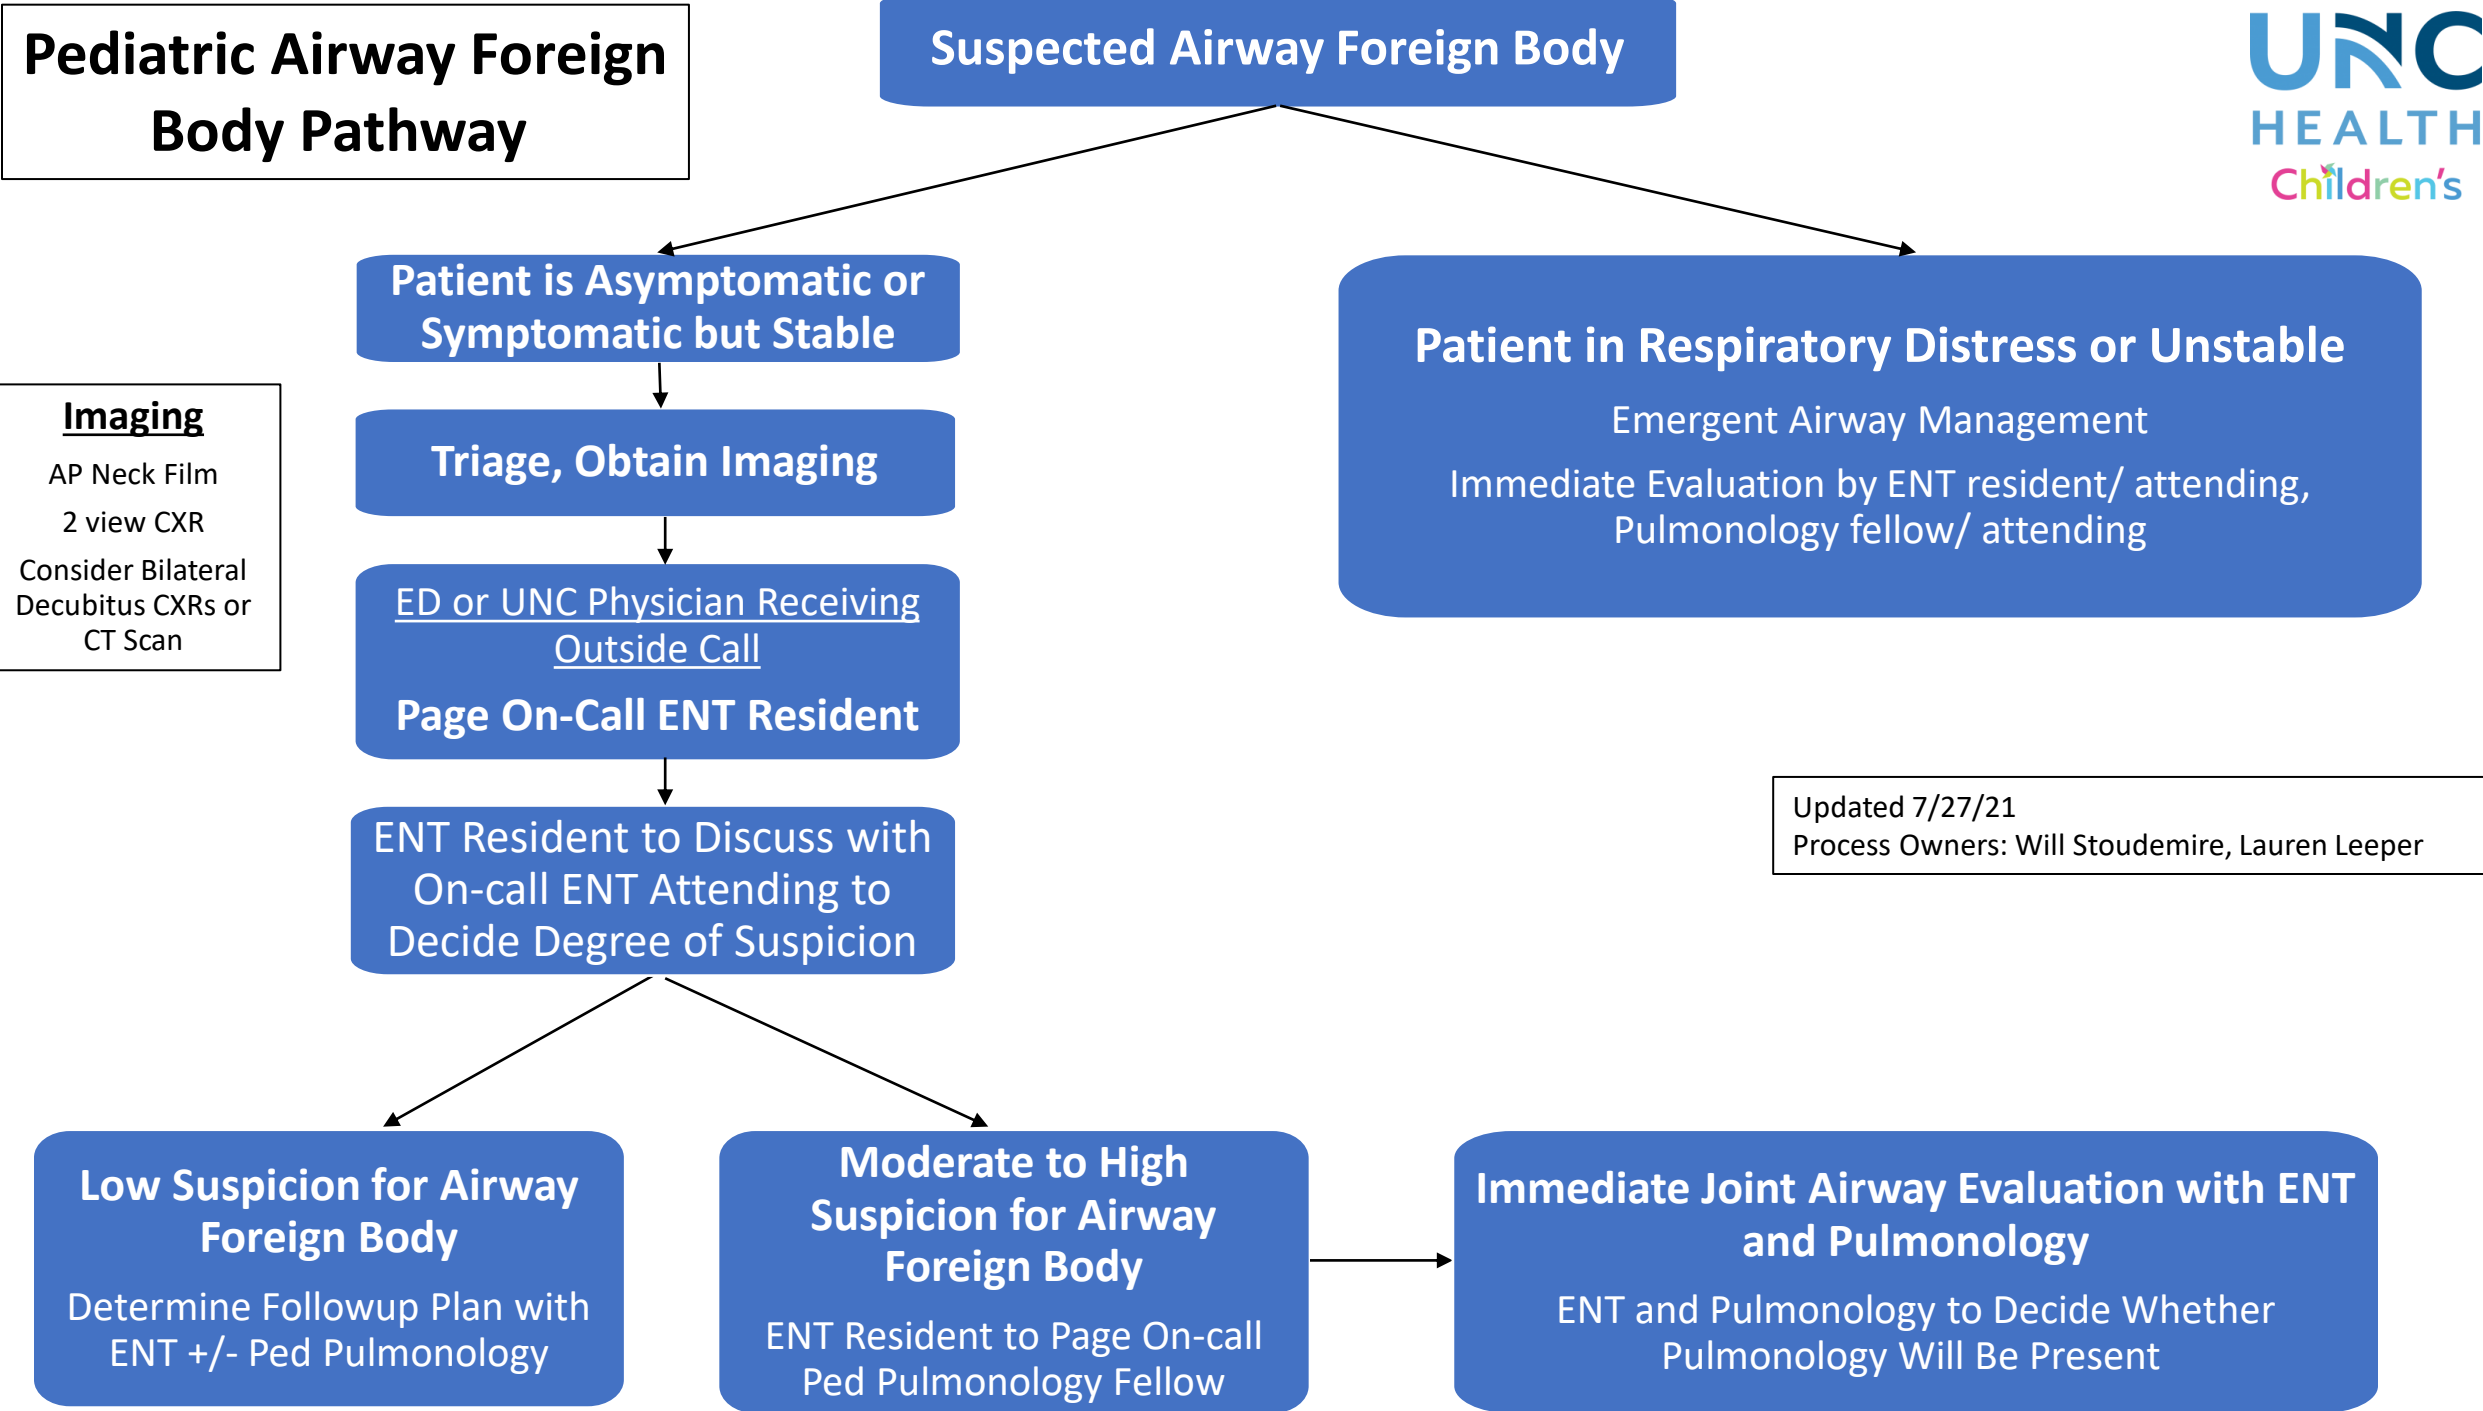 Pediatric Airway Foreign
Body Pathway
Suspected Airway Foreign Body
UNC
HEALTH
Children's
Patient is Asymptomatic or
Symptomatic but Stable
Patient in Respiratory Distress or Unstable
Emergent Airway Management
Immediate Evaluation by ENT resident/ attending,
Pulmonology fellow/ attending
Imaging
AP Neck Film
2 view CXR
Consider Bilateral
Decubitus CXRs or
CT Scan
Triage, Obtain Imaging
ED or UNC Physician Receiving
Outside Call
Page On-Call ENT Resident
Updated 7/27/21
Process Owners: Will Stoudemire, Lauren Leeper
ENT Resident to Discuss with
On-call ENT Attending to
Decide Degree of Suspicion
Low Suspicion for Airway
Foreign Body
Determine Followup Plan with
ENT +/- Ped Pulmonology
Moderate to High
Suspicion for Airway
Foreign Body
ENT Resident to Page On-call
Ped Pulmonology Fellow
Immediate Joint Airway Evaluation with ENT
and Pulmonology
ENT and Pulmonology to Decide Whether
Pulmonology Will Be Present